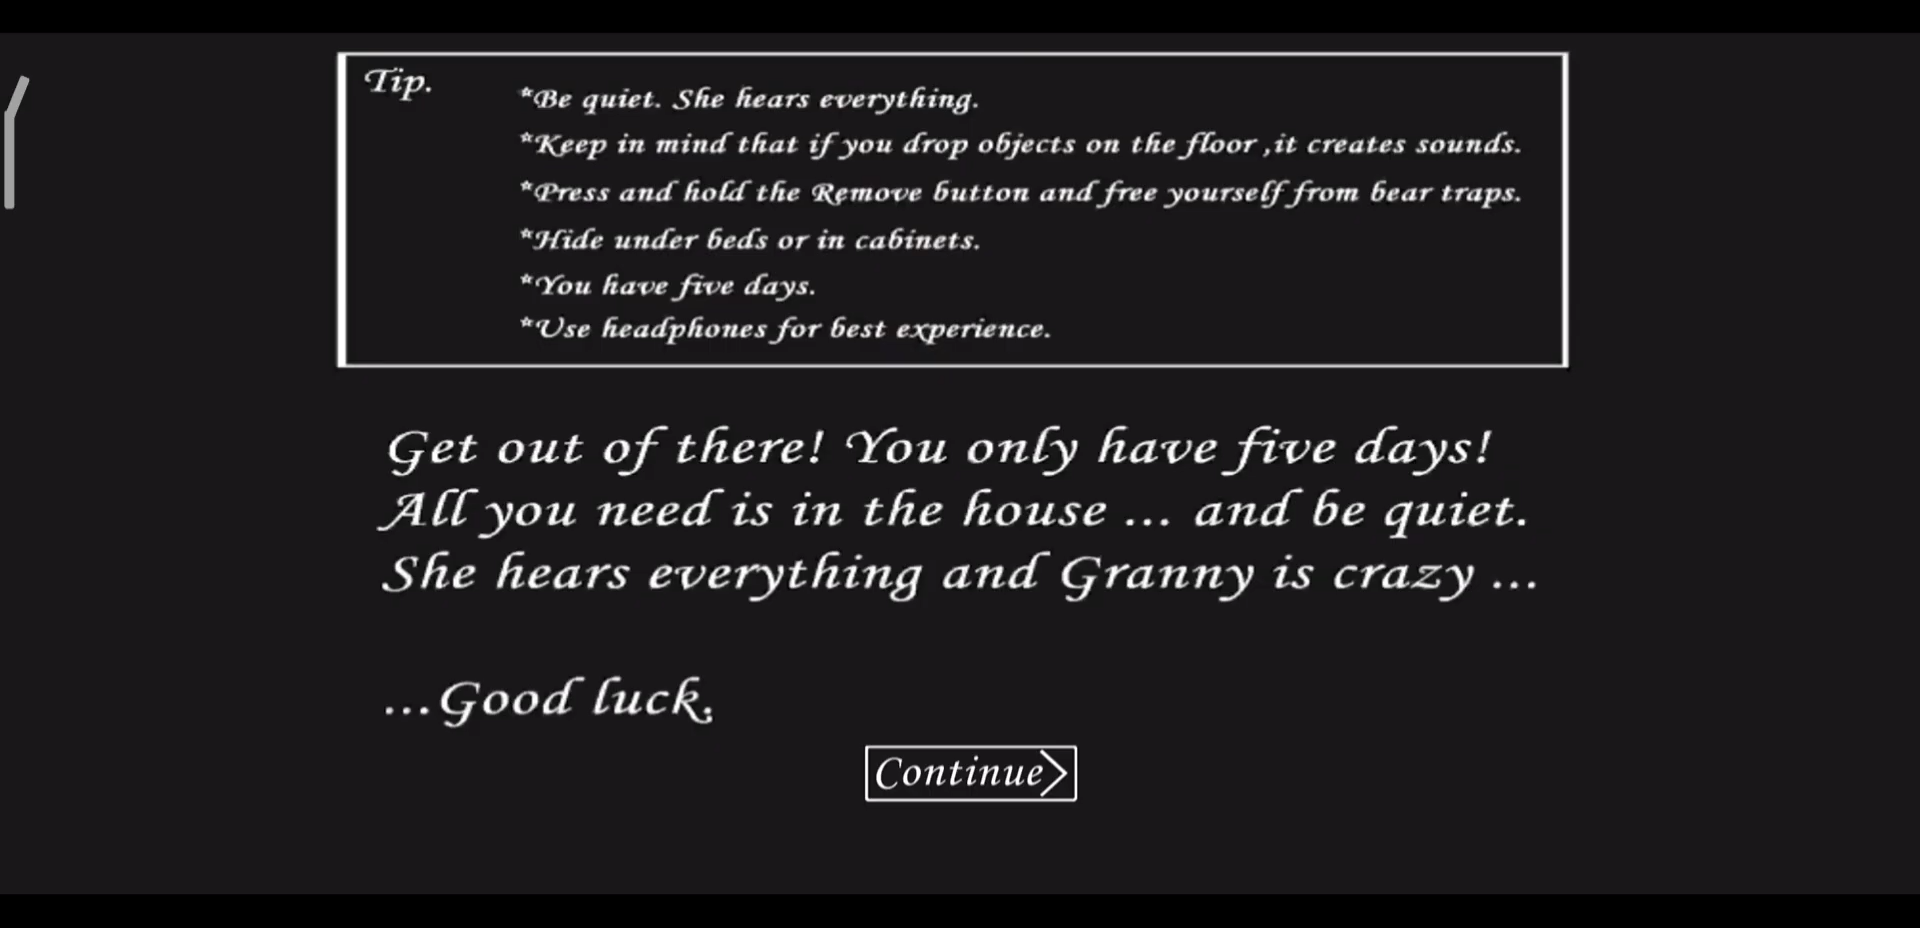 Tip.
*Be quiet. She hears everything.
*Keep in mind that if you drop objects on the floor ,it creates sounds.
*Press and hold the Remove button and free yourself from bear traps.
*Hide under beds or in cabinets.
*You have five days.
*Use headphones for best experience.
Get out of there! You only have five days!
All you need is in the house ... and be quiet.
She hears everything and Granny is crazy ...
...Good luck.
Continue>